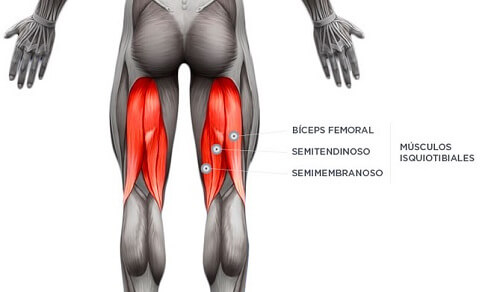 BÍCEPS FEMORAL
SEMITENDINOSO
SEMIMEMBRANOSO
MÚSCULOS
ISQUIOTIBIALES